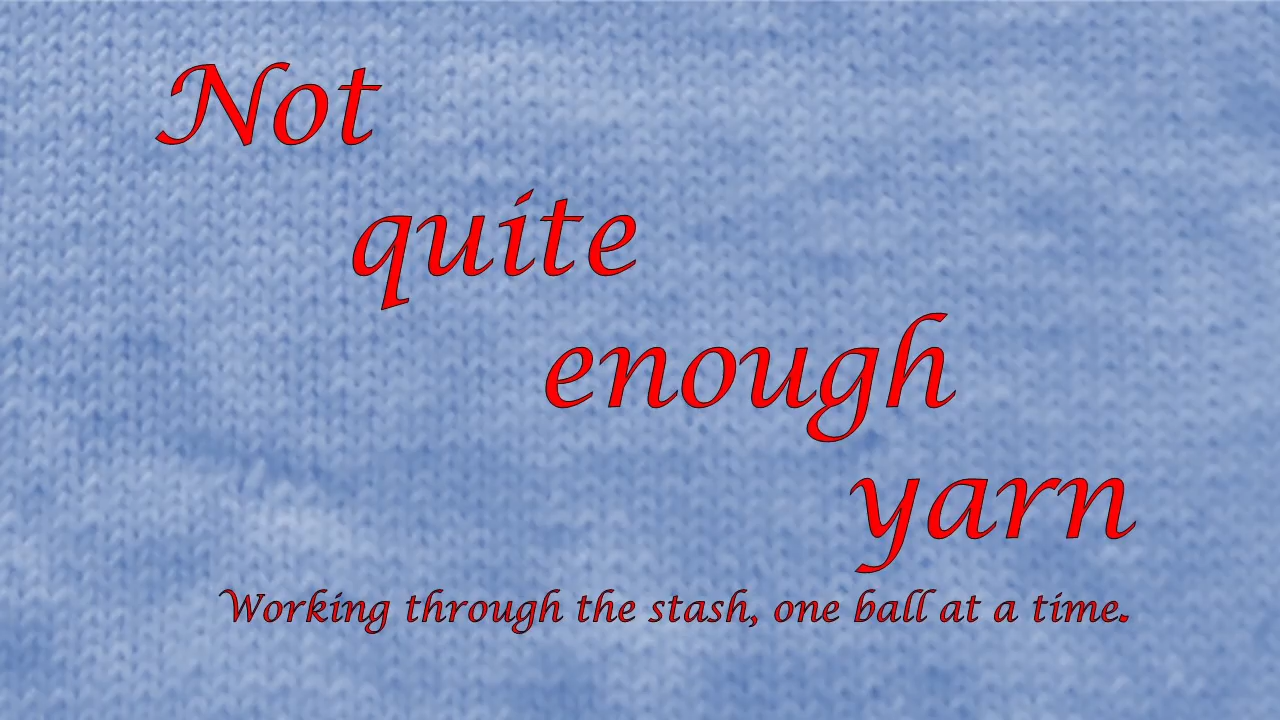 Not
quite
enough
yarn
Working through the stash, one ball at a time.